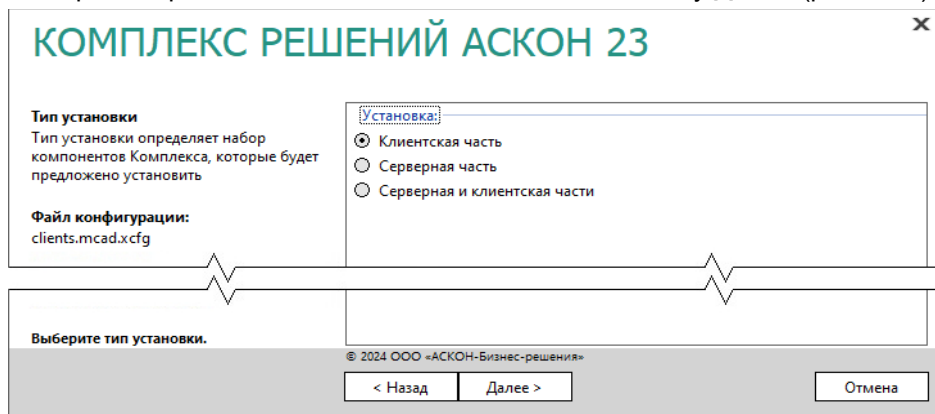 КОМПЛЕКС РЕШЕНИЙ АСКОН 23
x
Тип установки
Тип установки определяет набор
компонентов Комплекса, которые будет
предложено установить
Файл конфигурации:
clients.mcad.xcfg
Установка:
Клиентская часть
Серверная часть
Серверная и клиентская части
Выберите тип установки.
© 2024 ООО «АСКОН-Бизнес-решения»
< Назад
Далее >
Отмена